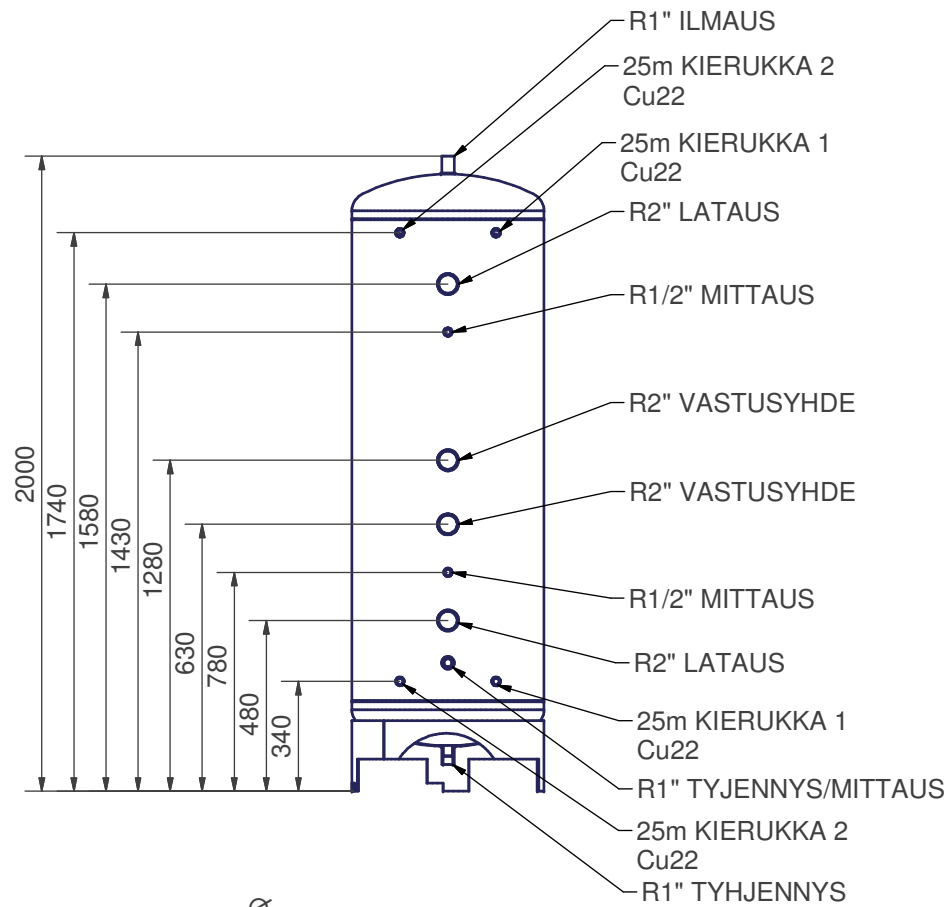 R1" ILMAUS
25m KIERUKKA 2
Cu22
25m KIERUKKA 1
Cu22
R2" LATAUS
R1/2" MITTAUS
R2" VASTUSYHDE
R2" VASTUSYHDE
R1/2" MITTAUS
R2" LATAUS
25m KIERUKKA 1
Cu22
R1" TYJENNYS/MITTAUS
25m KIERUKKA 2
Cu22
R1" TYHJENNYS
2000
1740
1580
1430
1280
630
780
480
340